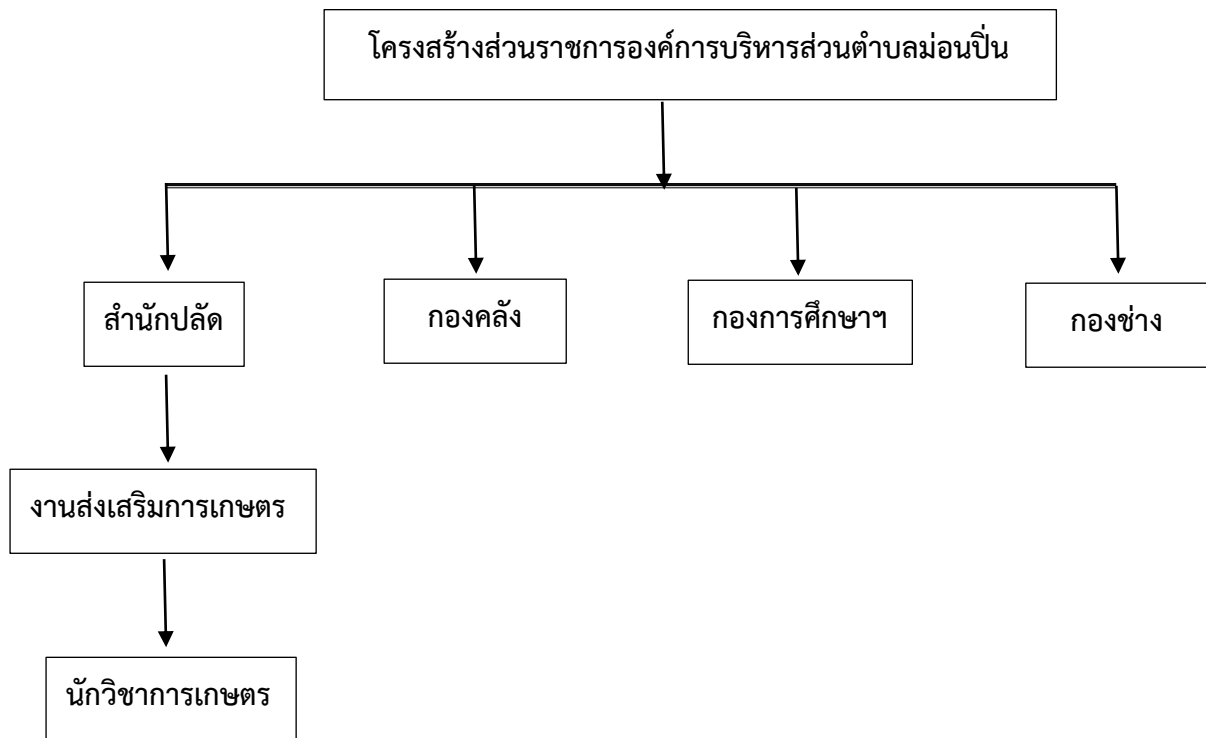 โครงสร้างส่วนราชการองค์การบริหารส่วนตำบลม่อนปิ่น
สำนักปลัด
กองคลัง
กองการศึกษาฯ
กองช่าง
งานส่งเสริมการเกษตร
นักวิชาการเกษตร